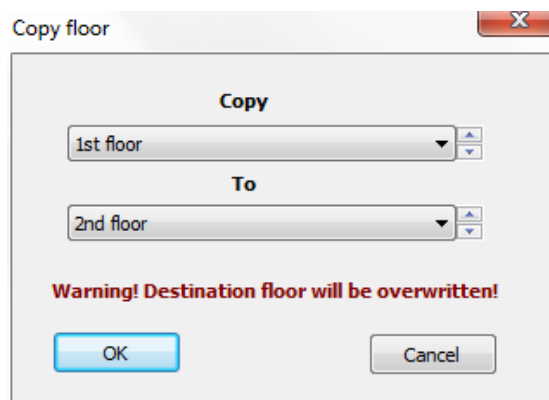 Copy floor
Copy
1st floor
To
2nd floor
Warning! Destination floor will be overwritten!
OK
Cancel